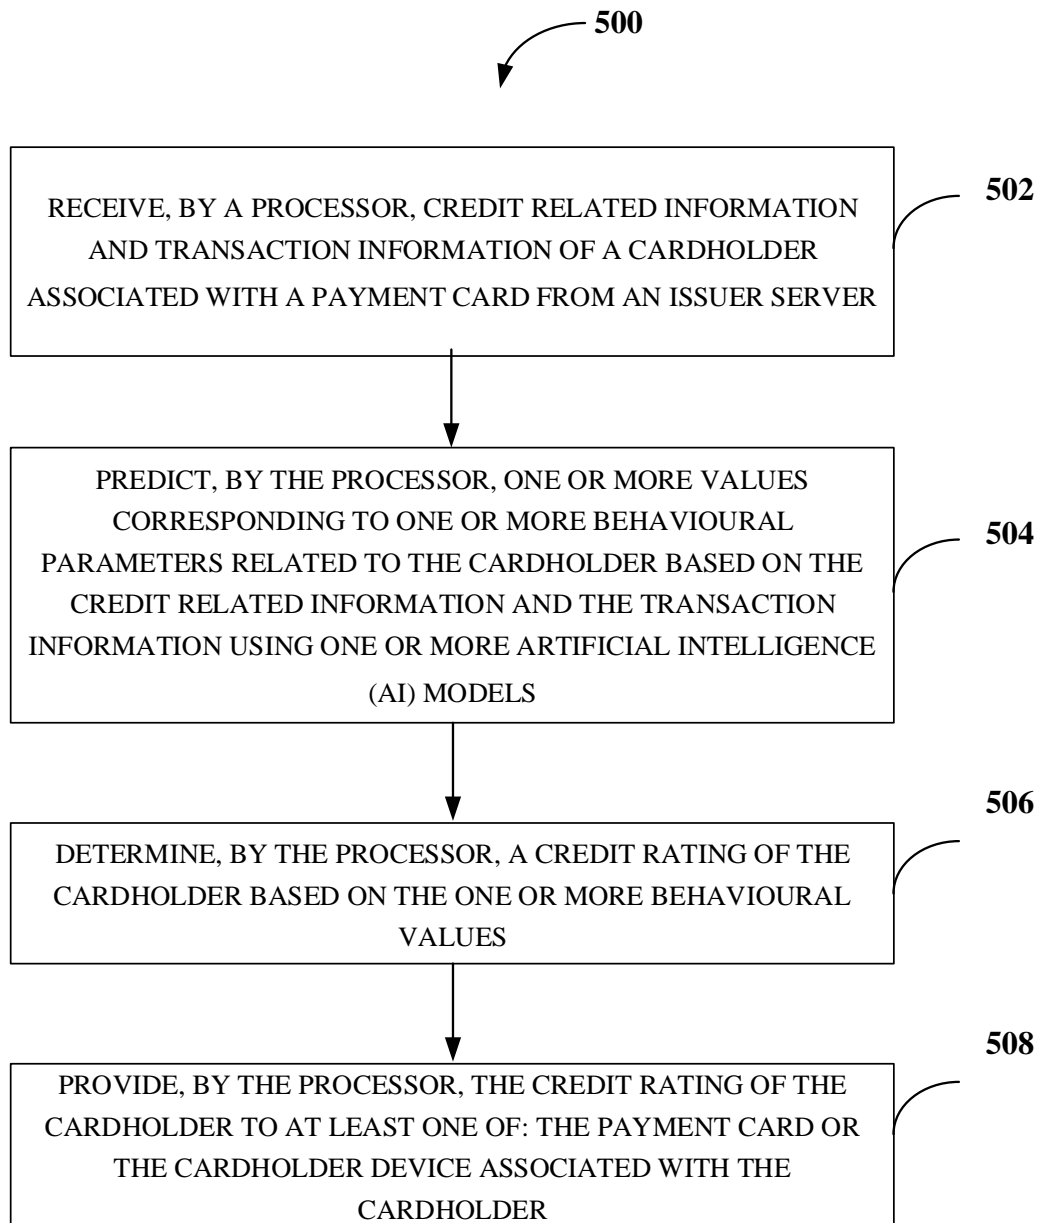 500
502
RECEIVE, BY A PROCESSOR, CREDIT RELATED INFORMATION
AND TRANSACTION INFORMATION OF A CARDHOLDER
ASSOCIATED WITH A PAYMENT CARD FROM AN ISSUER SERVER
504
PREDICT, BY THE PROCESSOR, ONE OR MORE VALUES
CORRESPONDING TO ONE OR MORE BEHAVIOURAL
PARAMETERS RELATED TO THE CARDHOLDER BASED ON THE
CREDIT RELATED INFORMATION AND THE TRANSACTION
INFORMATION USING ONE OR MORE ARTIFICIAL INTELLIGENCE
(AI) MODELS
506
DETERMINE, BY THE PROCESSOR, A CREDIT RATING OF THE
CARDHOLDER BASED ON THE ONE OR MORE BEHAVIOURAL
VALUES
508
PROVIDE, BY THE PROCESSOR, THE CREDIT RATING OF THE
CARDHOLDER TO AT LEAST ONE OF: THE PAYMENT CARD OR
THE CARDHOLDER DEVICE ASSOCIATED WITH THE
CARDHOLDER